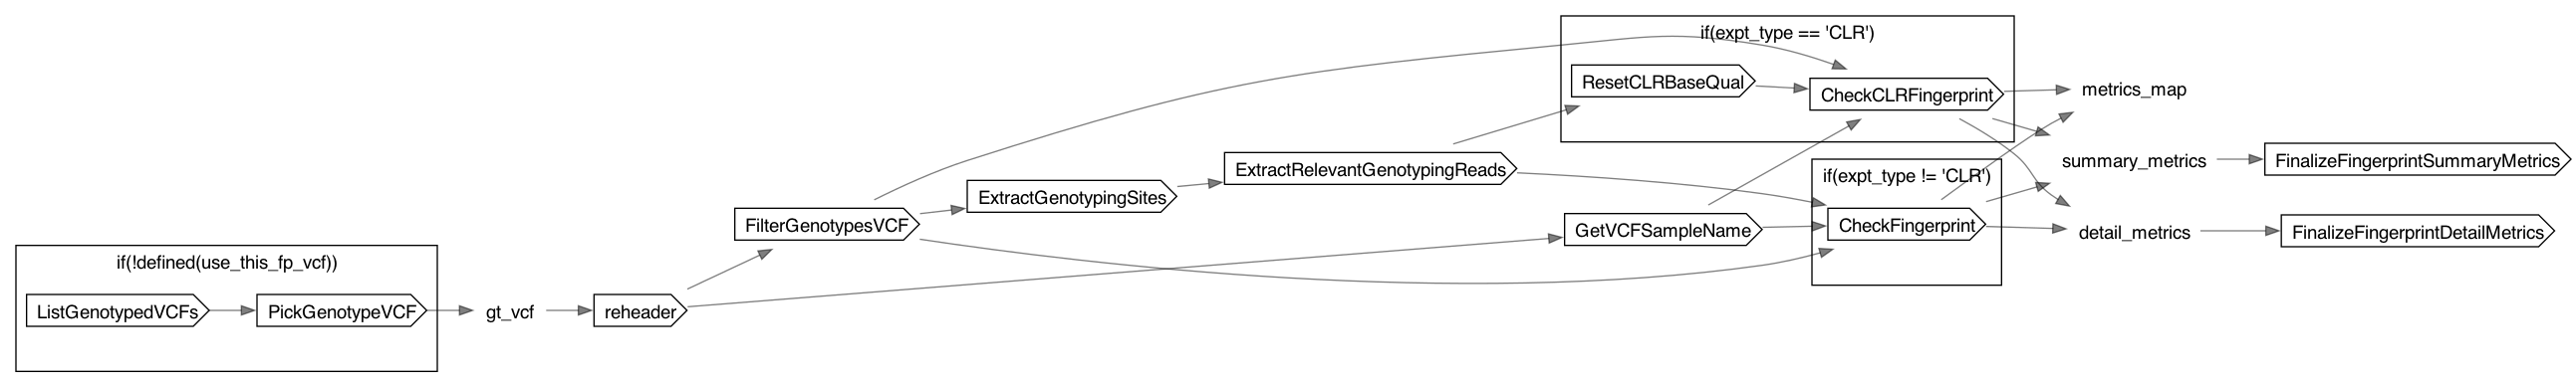 if(expt_type == 'CLR')
ResetCLRBaseQual
CheckCLRFingerprint
metrics_map
ExtractRelevantGenotypingReads
summary_metrics
FinalizeFingerprintSummaryMetrics
if(expt_type != 'CLR')
ExtractGenotypingSites
FilterGenotypesVCF
GetVCFSampleName
CheckFingerprint
detail_metrics
FinalizeFingerprintDetailMetrics
if(!defined(use_this_fp_vcf))
ListGenotypedVCFs
PickGenotypeVCF
gt_vcf
reheader